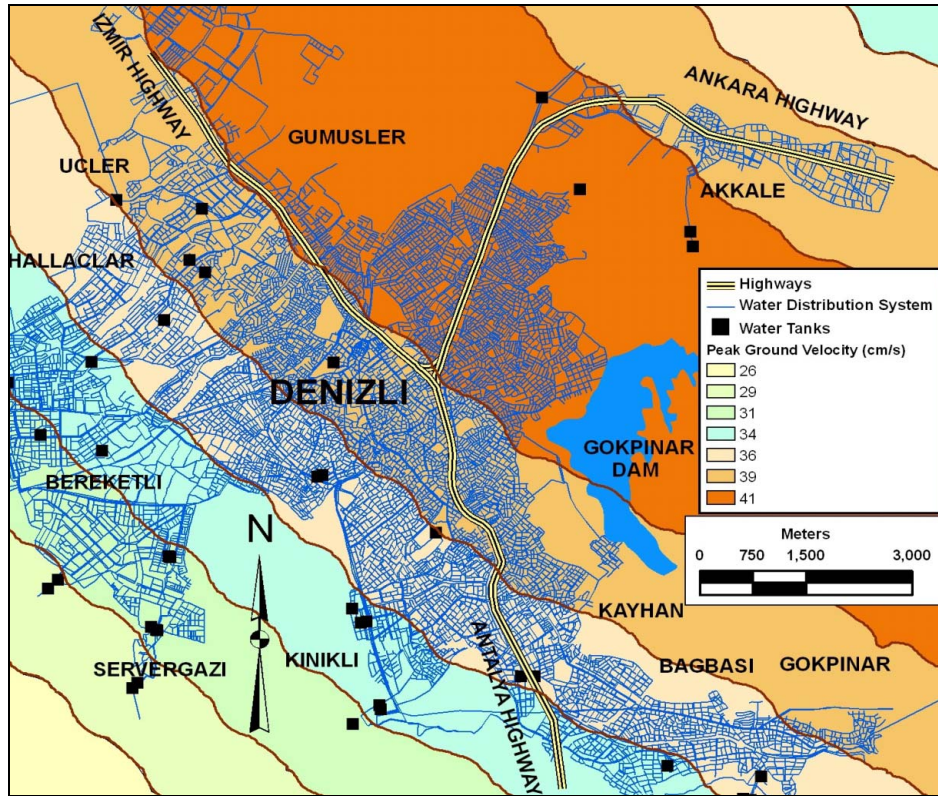 IZMIR HIGHWAY
ANKARA HIGHWAY
GUMUSLER
UCLER
AKKALE
HALLACLAR
DENIZLI
GOKPINAR
DAM
BEREKETLI
N
KAYHAN
SERVERGAZI
KINIKLI
ANTALYA HIGHWAY
BAGBASI
GOKPINAR
Highways
Water Distribution System
Water Tanks
Peak Ground Velocity (cm/s)
26
29
31
34
36
39
41
Meters
0 750 1,500 3,000